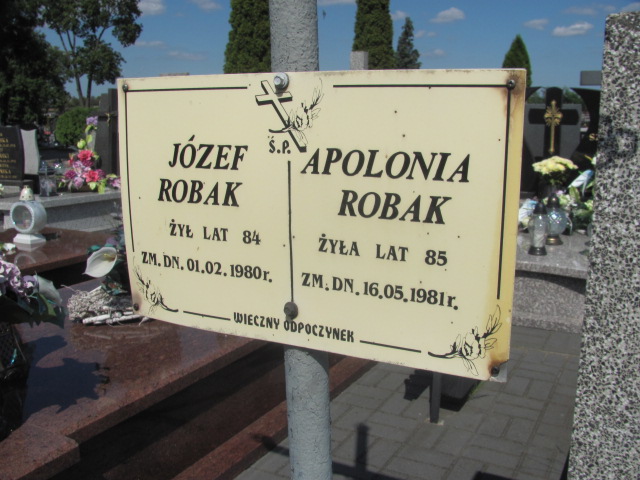 Ś.P.
JÓZEF
ROBAK
ŻYŁ LAT 84
ZM. DN. 01.02. 1980r.
APOLONIA
ROBAK
ŻYŁA LAT 85
ZM. DN. 16.05.1981r.
WIECZNY ODPOCZYNEK